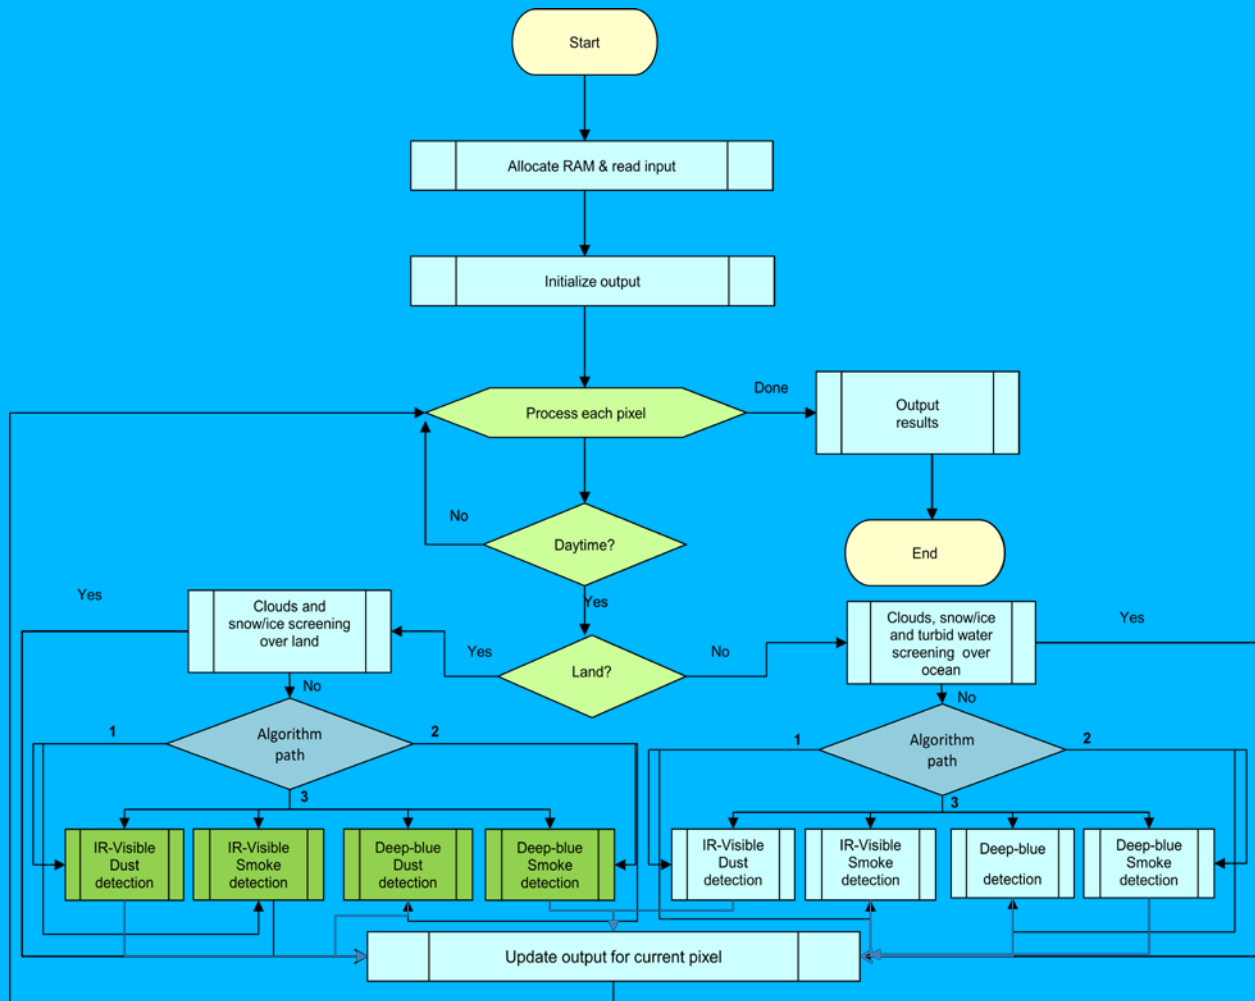 Start
Allocate RAM & read input
Initialize output
Process each pixel
Done
Output
results
No
Daytime?
End
Yes
Yes
Clouds and
snow/ice screening
over land
Yes
Land?
No
Clouds, snow/ice
and turbid water
screening over
ocean
Yes
No
No
1
Algorithm
path
2
3
1
Algorithm
path
2
3
IR-Visible
Dust
detection
IR-Visible
Smoke
detection
Deep-blue
Dust
detection
Deep-blue
Smoke
detection
IR-Visible
Dust
detection
IR-Visible
Smoke
detection
Deep-blue
detection
Deep-blue
Smoke
detection
Update output for current pixel